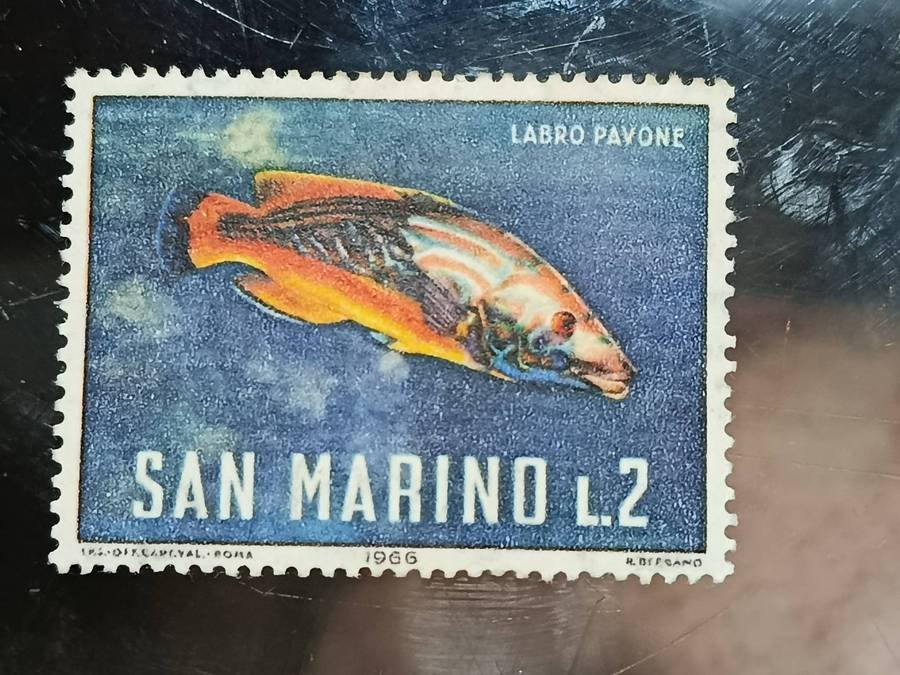 LABRO PAVONE
SAN MARINO L.2
1966